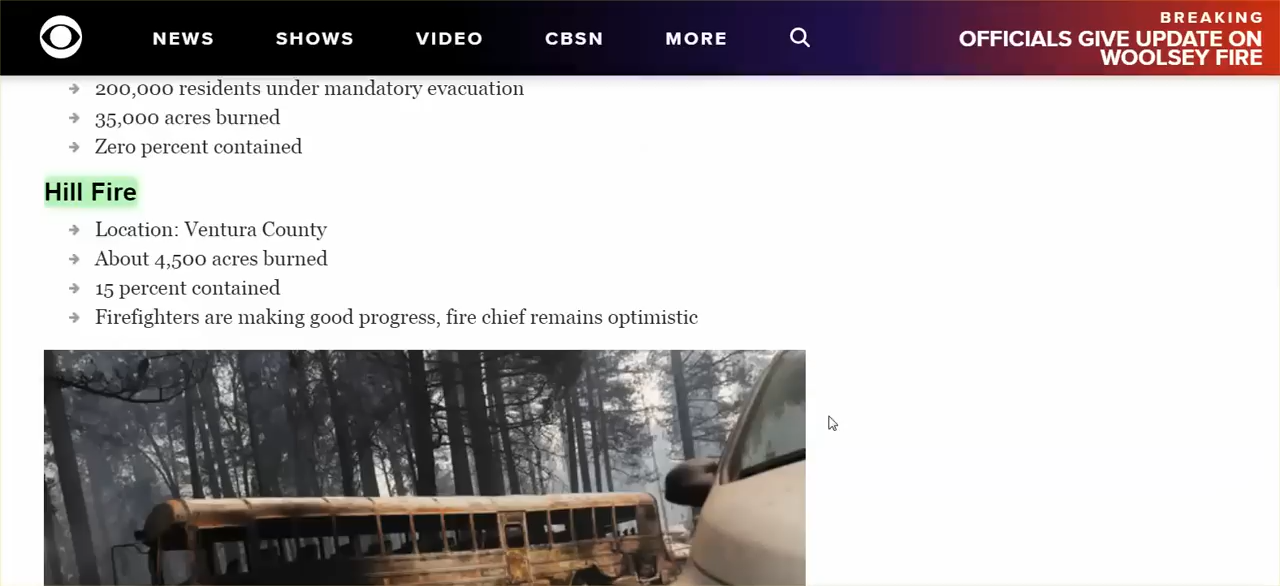 NEWS SHOWS VIDEO CBSN MORE
BREAKING
OFFICIALS GIVE UPDATE ON
WOOLSEY FIRE
200,000 residents under mandatory evacuation
35,000 acres burned
Zero percent contained
Hill Fire
Location: Ventura County
About 4,500 acres burned
15 percent contained
Firefighters are making good progress, fire chief remains optimistic